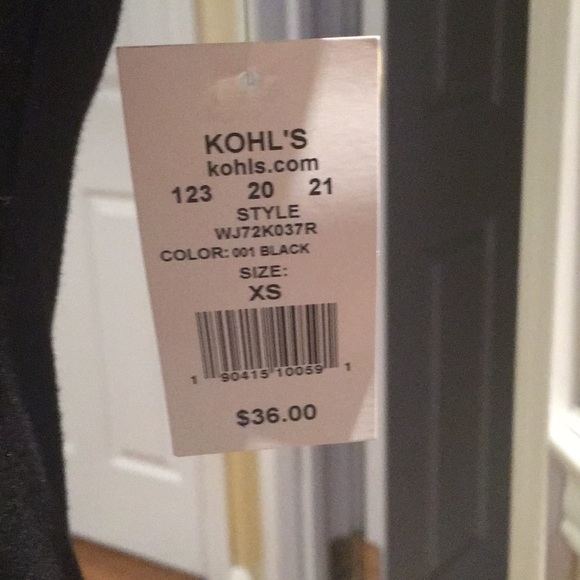 KOHL'S
kohls.com
123 20 21
STYLE
WJ72K037R
COLOR: 001 BLACK
SIZE:
XS
1 90415 10059 1
$36.00